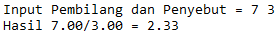 Input Pembilang dan Penyebut = 7 3
Hasil 7.00/3.00 = 2.33